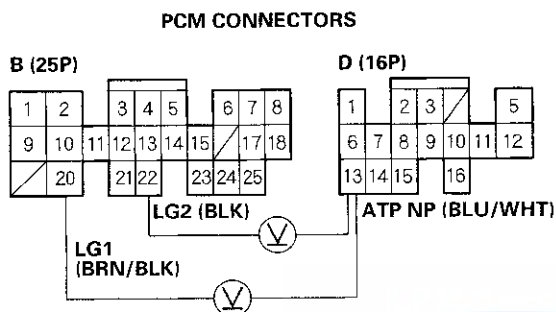 PCM CONNECTORS
B (25P)
D (16P)
1 2 3 4 5 6 7 8
9 10 11 12 13 14 15 17 18
20 21 22 23 24 25
1 2 3 5
6 7 8 9 10 11 12
13 14 15 16
LG2 (BLK)
ATP NP (BLU/WHT)
V
LG1
(BRN/BLK)
V